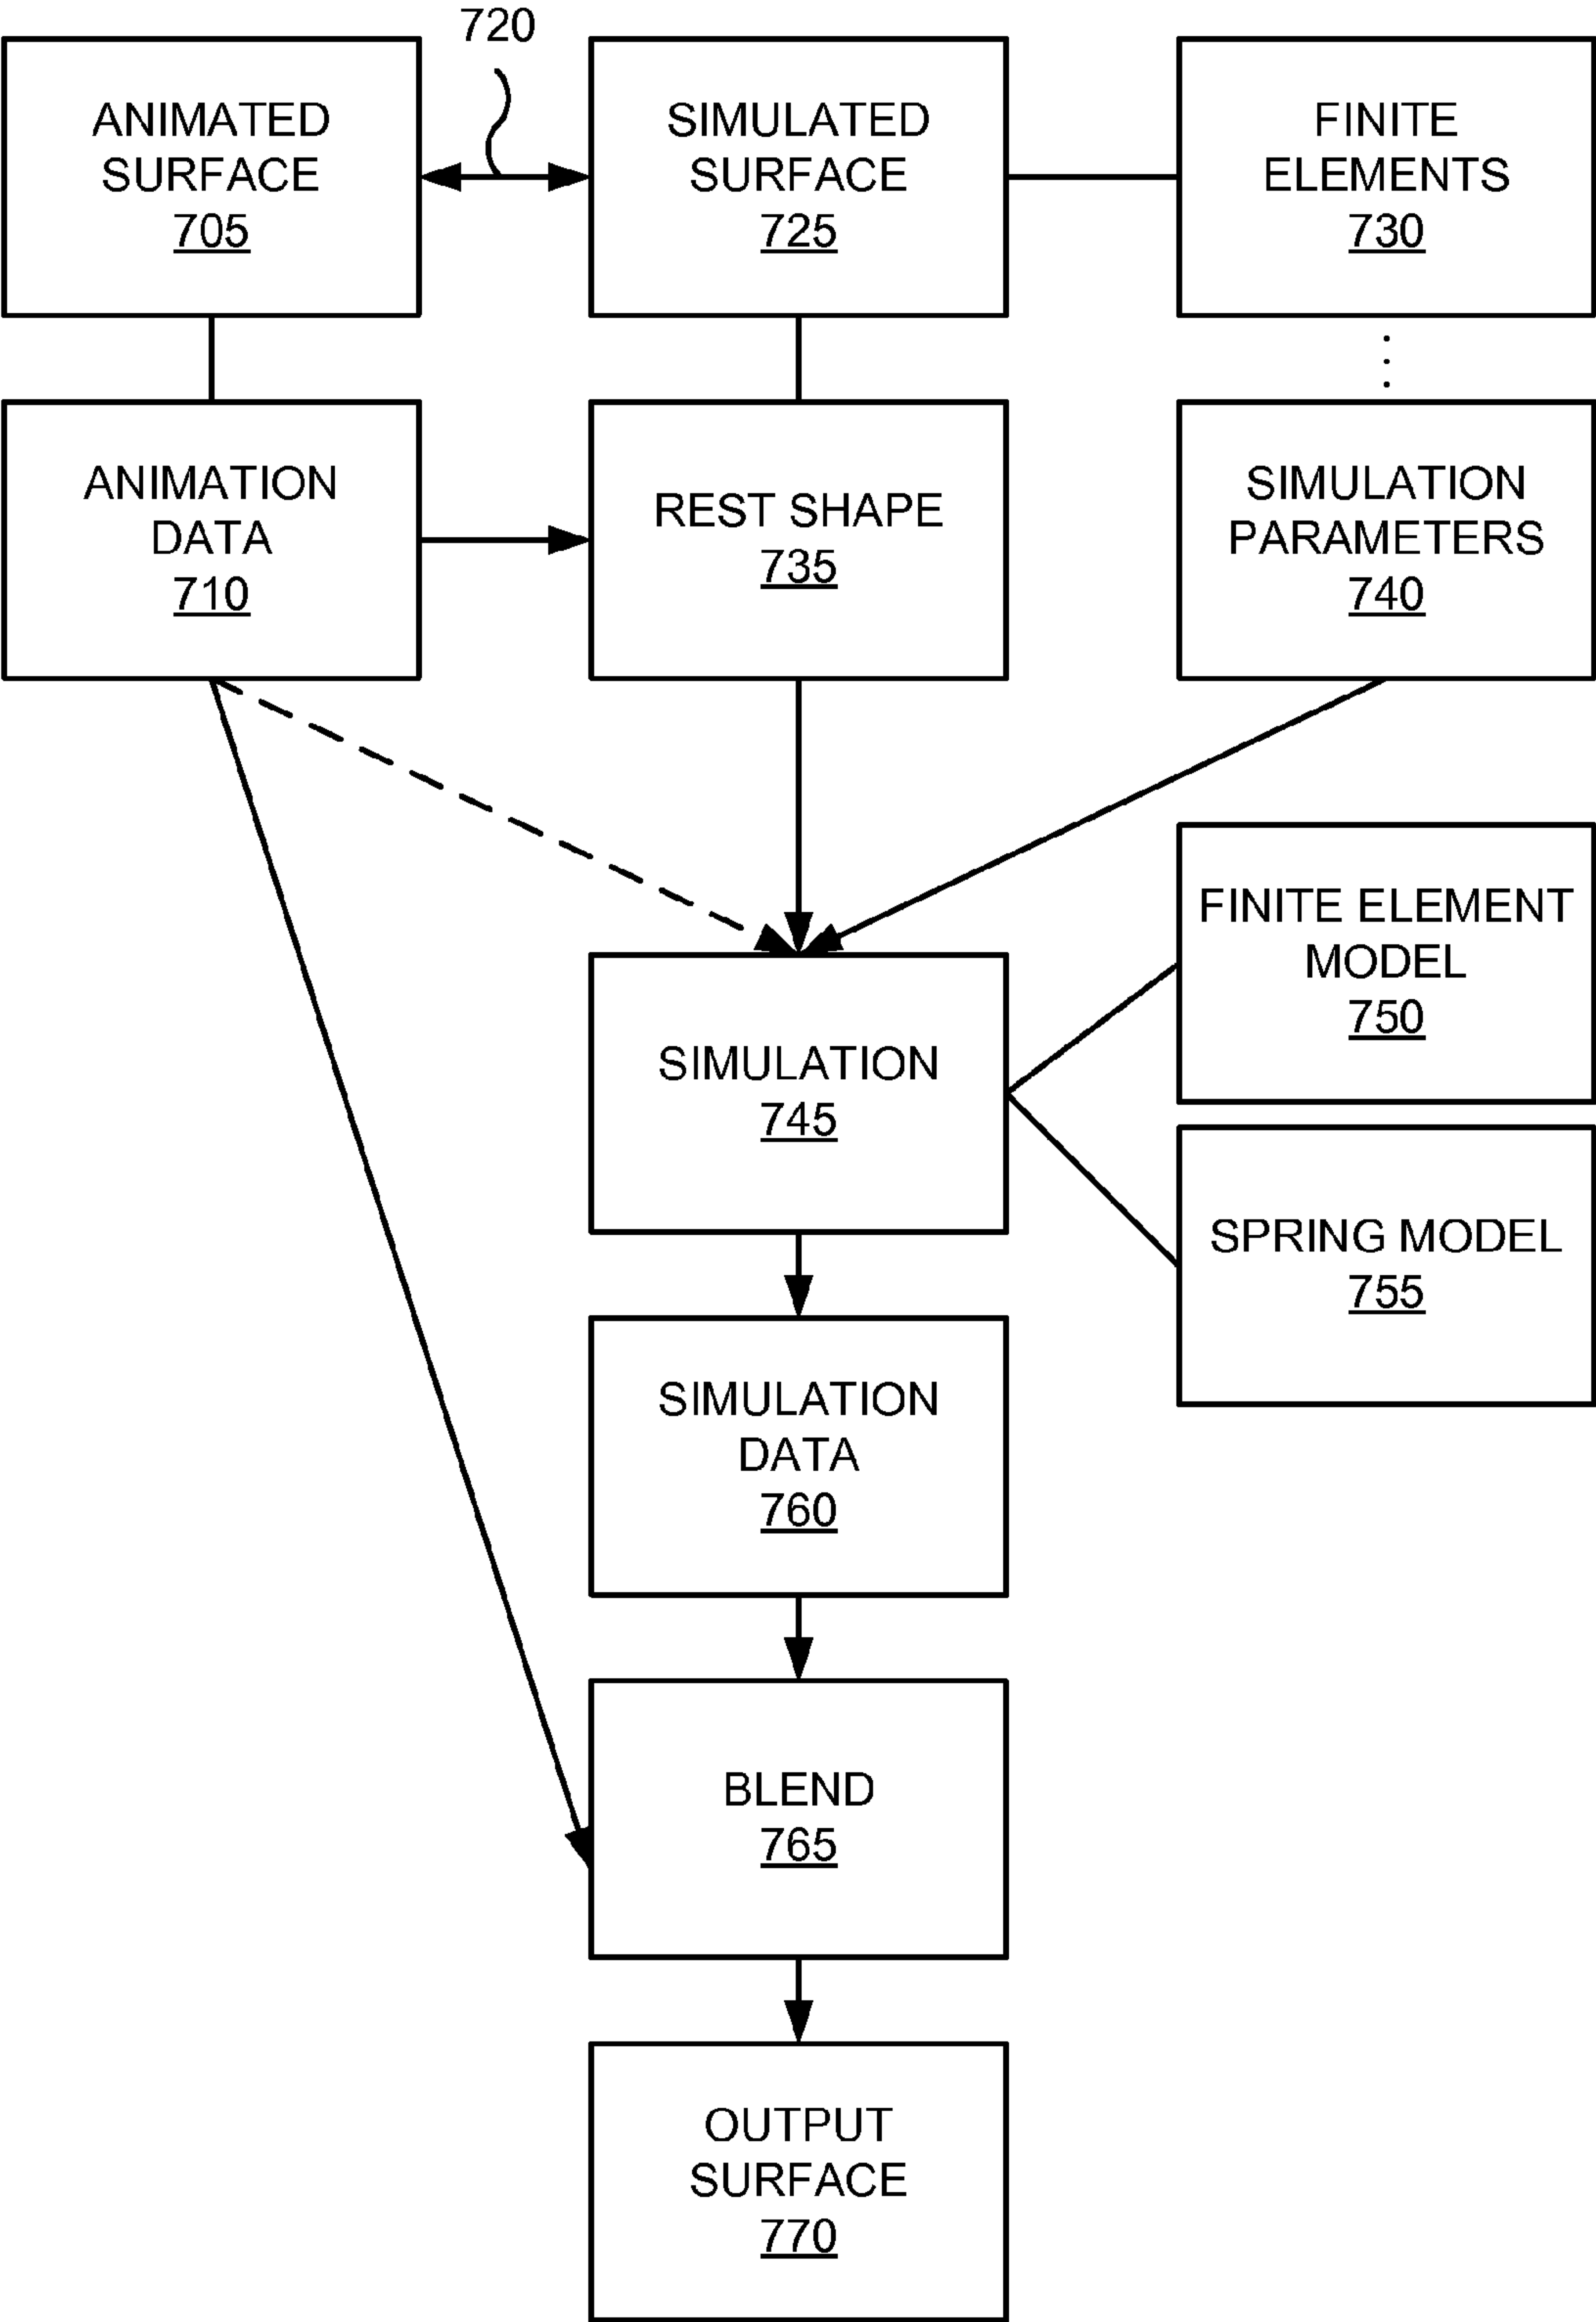 720
ANIMATED
SURFACE
705
SIMULATED
SURFACE
725
FINITE
ELEMENTS
730
ANIMATION
DATA
710
REST SHAPE
735
SIMULATION
PARAMETERS
740
FINITE ELEMENT
MODEL
750
SIMULATION
745
SPRING MODEL
755
SIMULATION
DATA
760
BLEND
765
OUTPUT
SURFACE
770